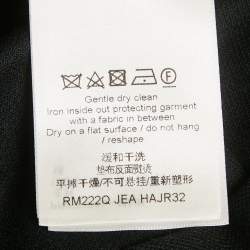 Gentle dry clean
Iron inside out protecting garment
with a fabric in between
Dry on a flat surface / do not hang
/ reshape
缓和干洗
垫布反面熨烫
平摊干燥/不可悬挂/重新塑形
RM222Q JEA HAJR32